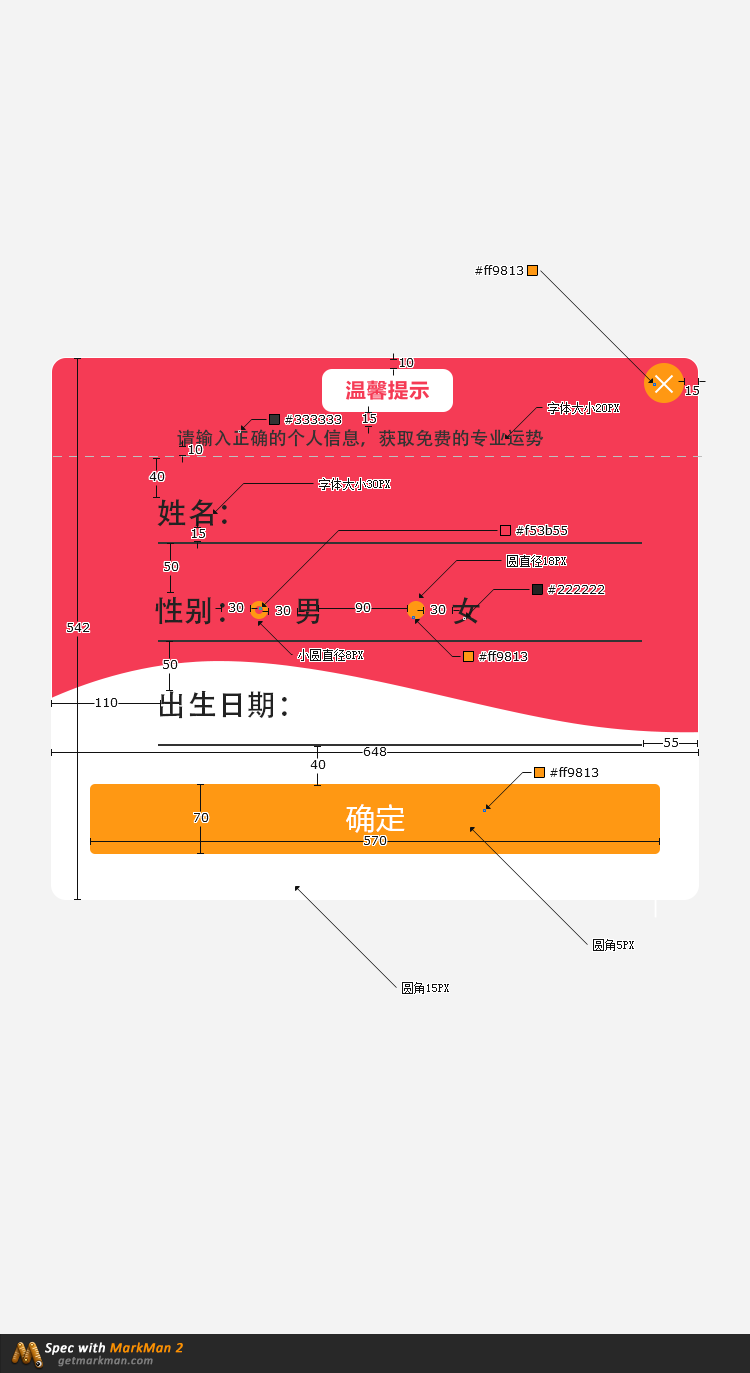 #ff9813
10
温馨提示
15
字体大小20PX
#333333
15
请输入正确的个人信息，获取免费的专业运势
10
40
字体大小30PX
姓名：
15
#f53b55
50
圆直径18PX
#222222
性别：
30
30
男
90
30
女
542
小圆直径8PX
#ff9813
50
110
出生日期：
55
648
40
#ff9813
70
确定
570
圆角5PX
圆角15PX
Spec with MarkMan 2
getmarkman.com